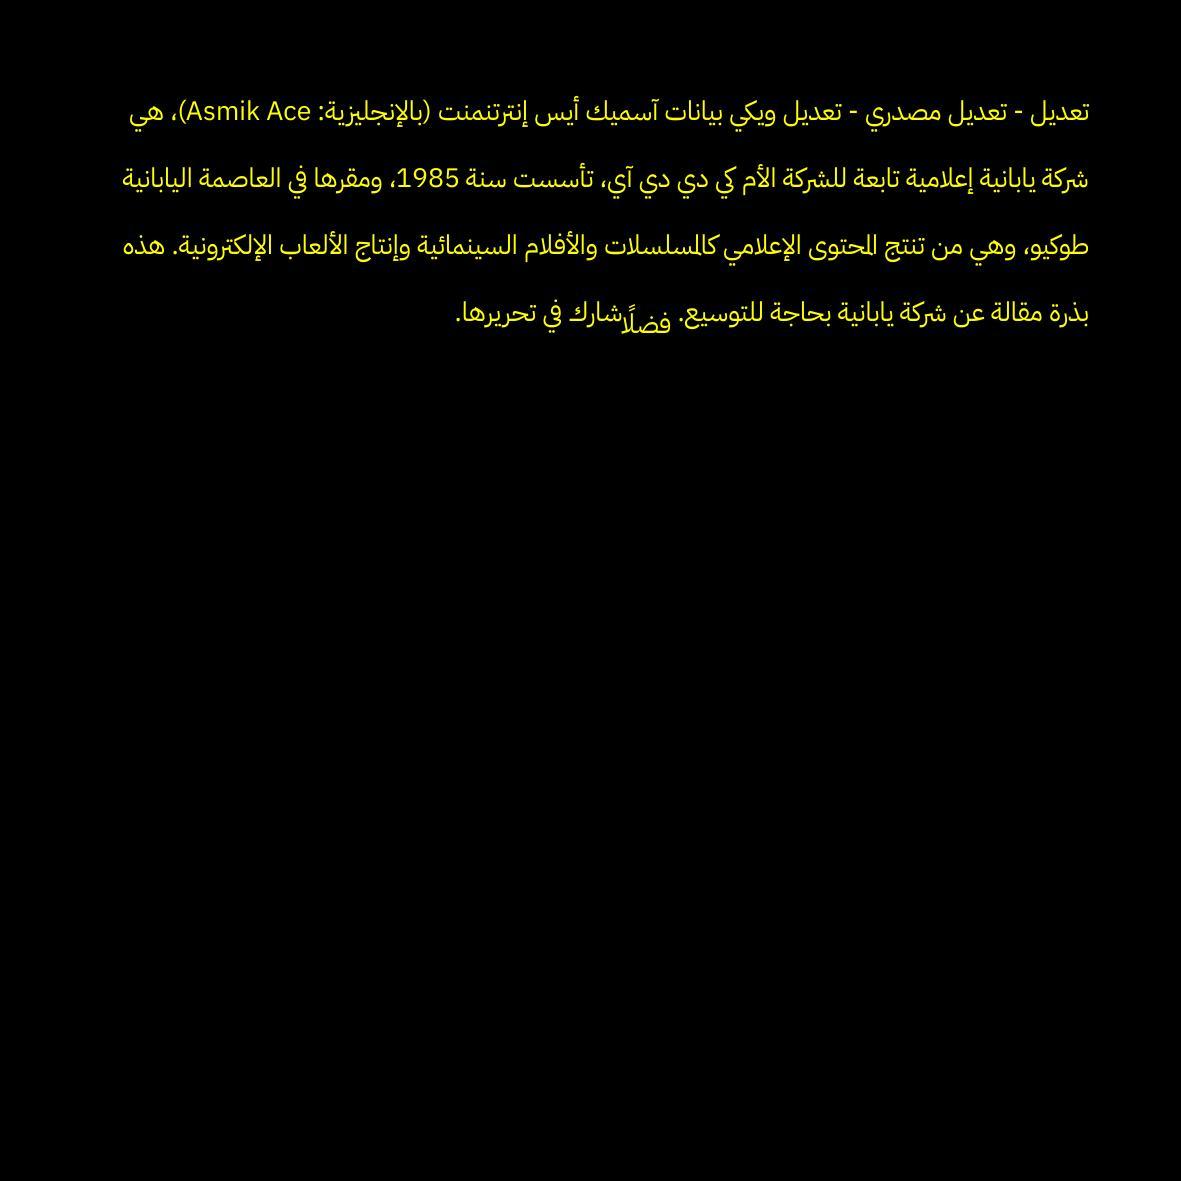 تعديل - تعديل مصدري - تعديل ويكي بيانات آسميك أيس إنترتنمنت (بالإنجليزية: Asmik Ace)، هي
شركة يابانية إعلامية تابعة للشركة الأم كي دي دي آي، تأسست سنة 1985، ومقرها في العاصمة اليابانية
طوكيو، وهي من تنتج المحتوى الإعلامي كالمسلسلات والأفلام السينمائية وإنتاج الألعاب الإلكترونية. هذه
بذرة مقالة عن شركة يابانية بحاجة للتوسيع. فضلًا شارك في تحريرها.